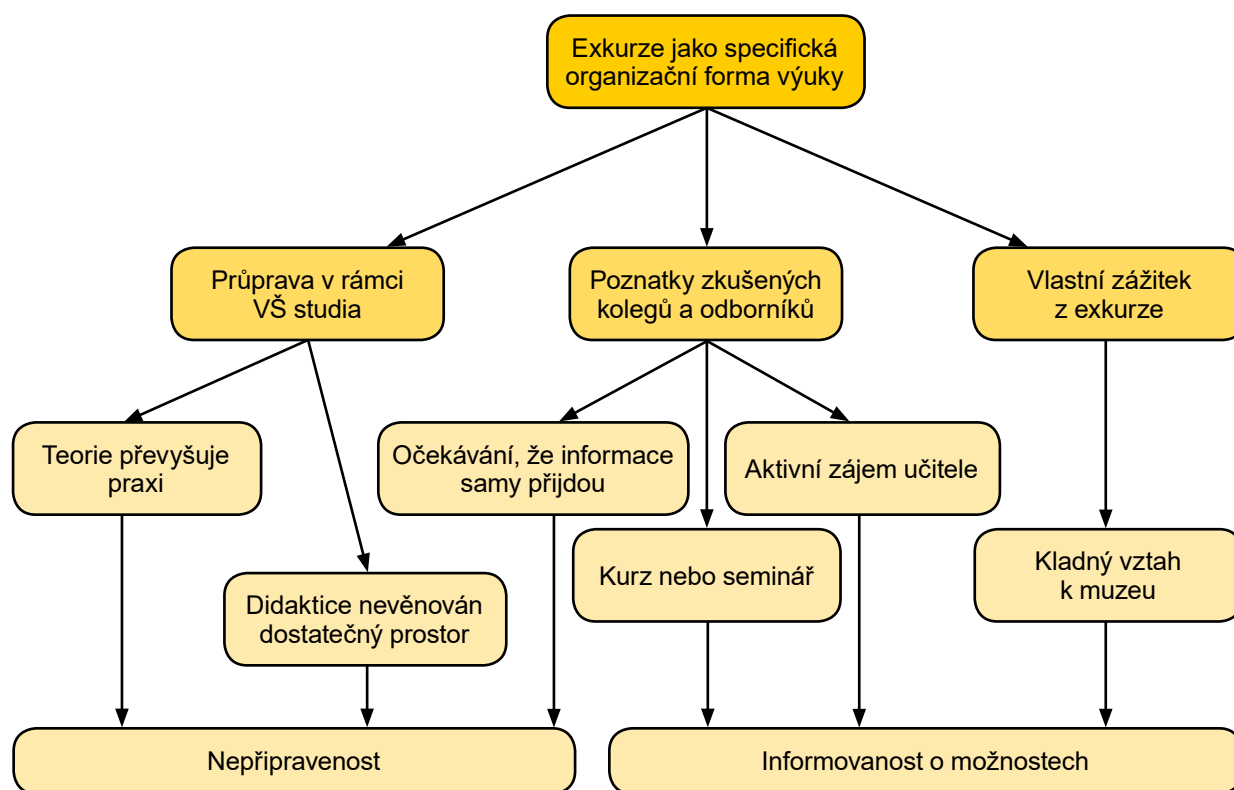 Exkurze jako specifická
organizační forma výuky
Průprava v rámci
VŠ studia
Poznatky zkušených
kolegů a odborníků
Vlastní zážitek
z exkurze
Teorie převyšuje
praxi
Očekávání, že informace
samy přijdou
Aktivní zájem učitele
Kurz nebo seminář
Kladný vztah
k muzeu
Didaktice nevěnován
dostatečný prostor
Nepřipravenost
Informovanost o možnostech